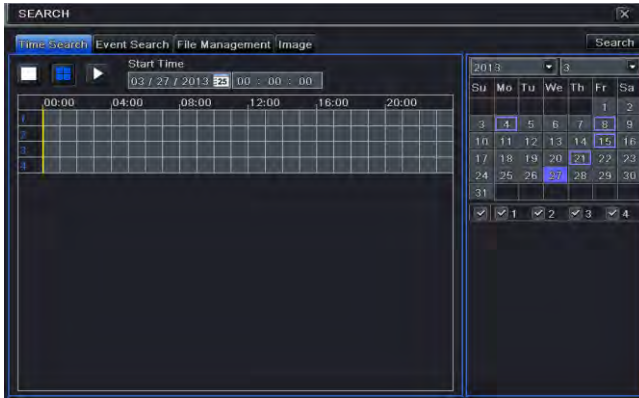 SEARCH
Time Search Event Search File Management Image Search
Start Time
03 / 27 / 2013 25 00 : 00 : 00
00:00 04:00 08:00 12:00 16:00 20:00
1
2
3
4
2013 3
Su Mo Tu We Th Fr Sa
1 2
3 4 5 6 7 8 9
10 11 12 13 14 15 16
17 18 19 20 21 22 23
24 25 26 27 28 29 30
31
1 2 3 4